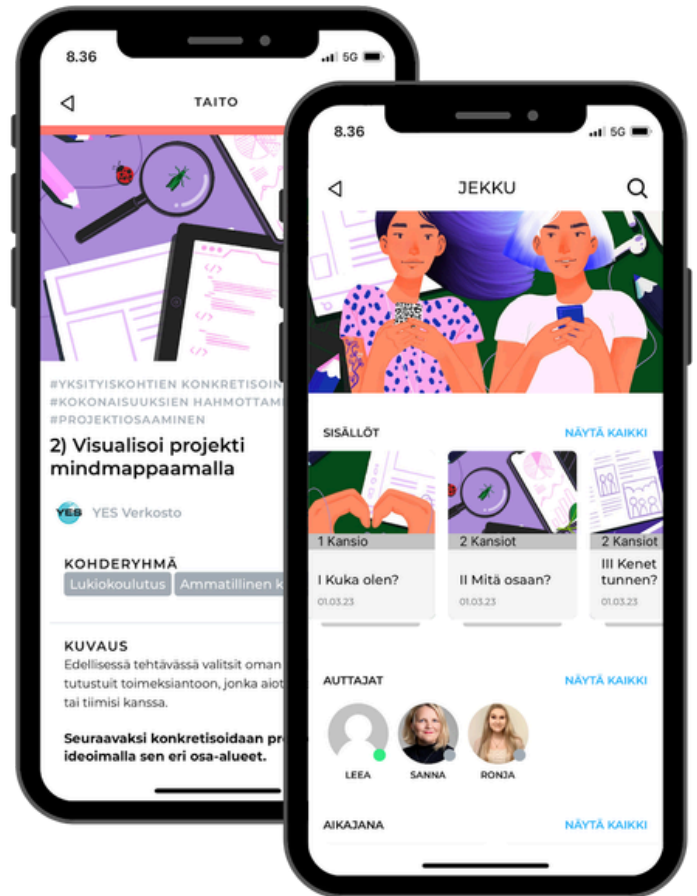 8.36
5G
TAITO
#YKSITYISKOHTIEN KONKRETISOIN
#KOKONAISUUKSIEN HAHMOTTAM
#PROJEKTIOSAAMINEN
2) Visualisoi projekti
mindmappaamalla
YES
YES Verkosto
KOHDERYHMÄ
Lukiokoulutus Ammatillinen k
KUVAUS
Edellisessä tehtävässä valitsit oman
tutustuit toimeksiantoon, jonka aiot
tai tiimisi kanssa.
Seuraavaksi konkretisoidaan pro
ideoimalla sen eri osa-alueet.
8.36
5G
JEKKU
SISÄLLÖT NÄYTÄ KAIKKI
1 Kansio
I Kuka olen?
01.03.23
2 Kansiot
II Mitä osaan?
01.03.23
2 Kansiot
III Kenet
tunnen?
01.03.23
AUTTAJAT NÄYTÄ KAIKKI
LEEA SANNA RONJA
AIKAJANA NÄYTÄ KAIKKI